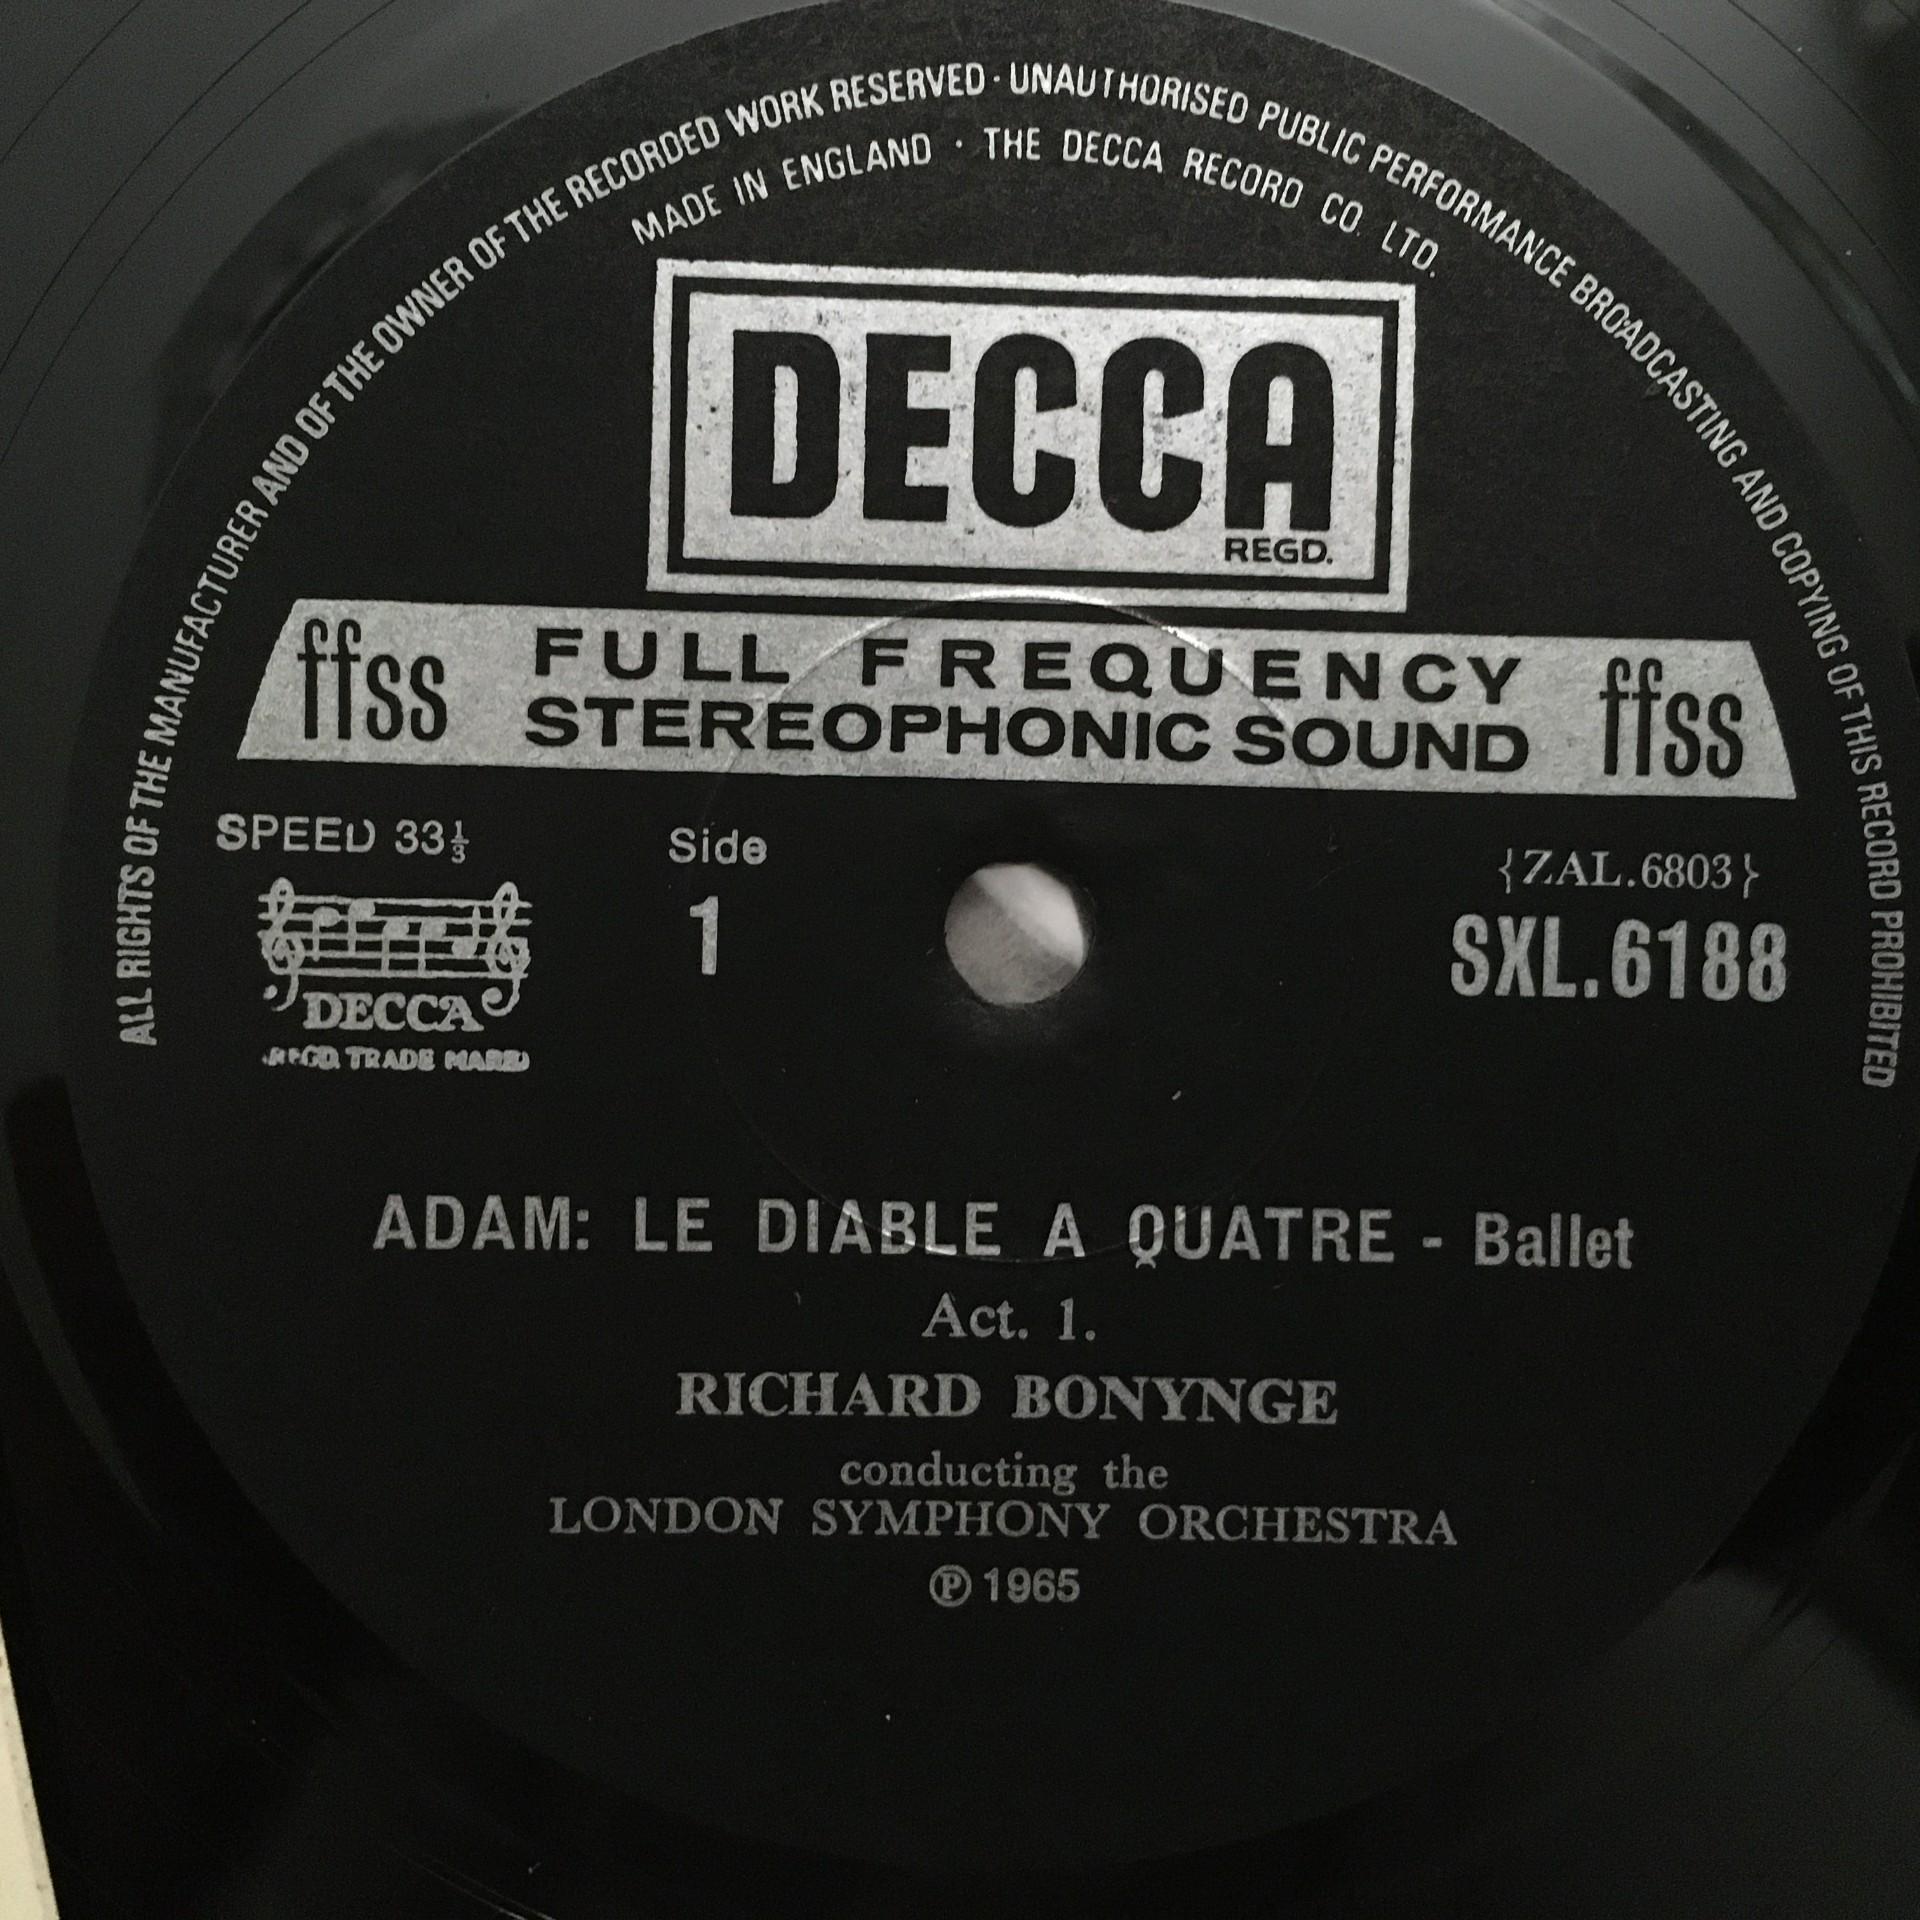 ALL RIGHTS OF THE MANUFACTURER AND OF THE OWNER OF THE RECORDED WORK RESERVED · UNAUTHORISED PUBLIC PERFORMANCE BROADCASTING AND COPYING OF THIS RECORD PROHIBITED
MADE IN ENGLAND · THE DECCA RECORD CO. LTD.
DECCA
REGD.
ffss FULL FREQUENCY ffss
STEREOPHONIC SOUND
SPEED 33⅓
Side
1
{ZAL.6803}
SXL.6188
DECCA
REGD. TRADE MARK
ADAM: LE DIABLE A QUATRE - Ballet
Act. 1.
RICHARD BONYNGE
conducting the
LONDON SYMPHONY ORCHESTRA
Ⓟ 1965